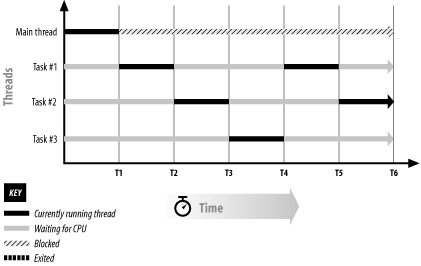 Threads
Main thread
Task #1
Task #2
Task #3
T1 T2 T3 T4 T5 T6
KEY
Time
Currently running thread
Waiting for CPU
Blocked
Exited